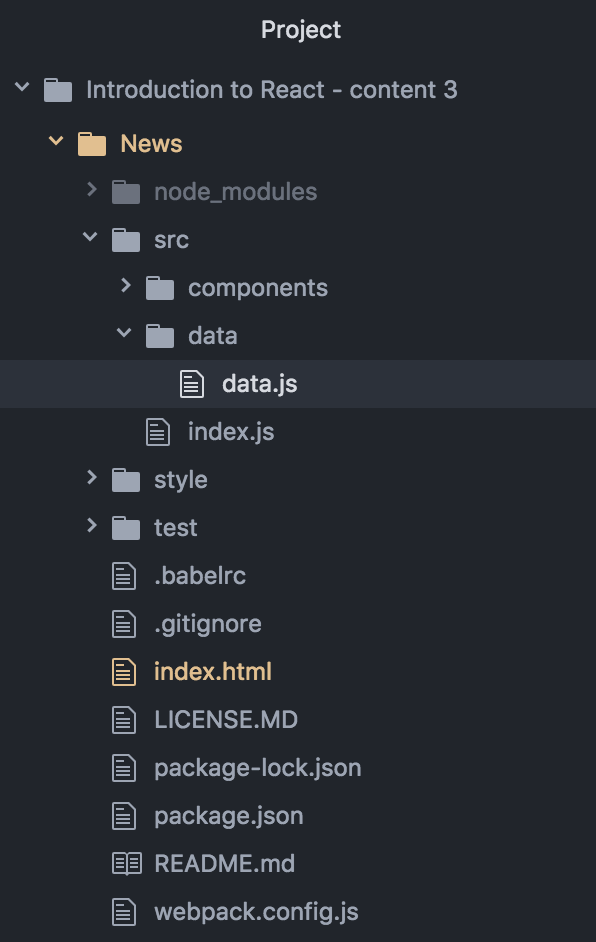 Project
Introduction to React - content 3
News
node_modules
src
components
data
data.js
index.js
style
test
.babelrc
.gitignore
index.html
LICENSE.MD
package-lock.json
package.json
README.md
webpack.config.js